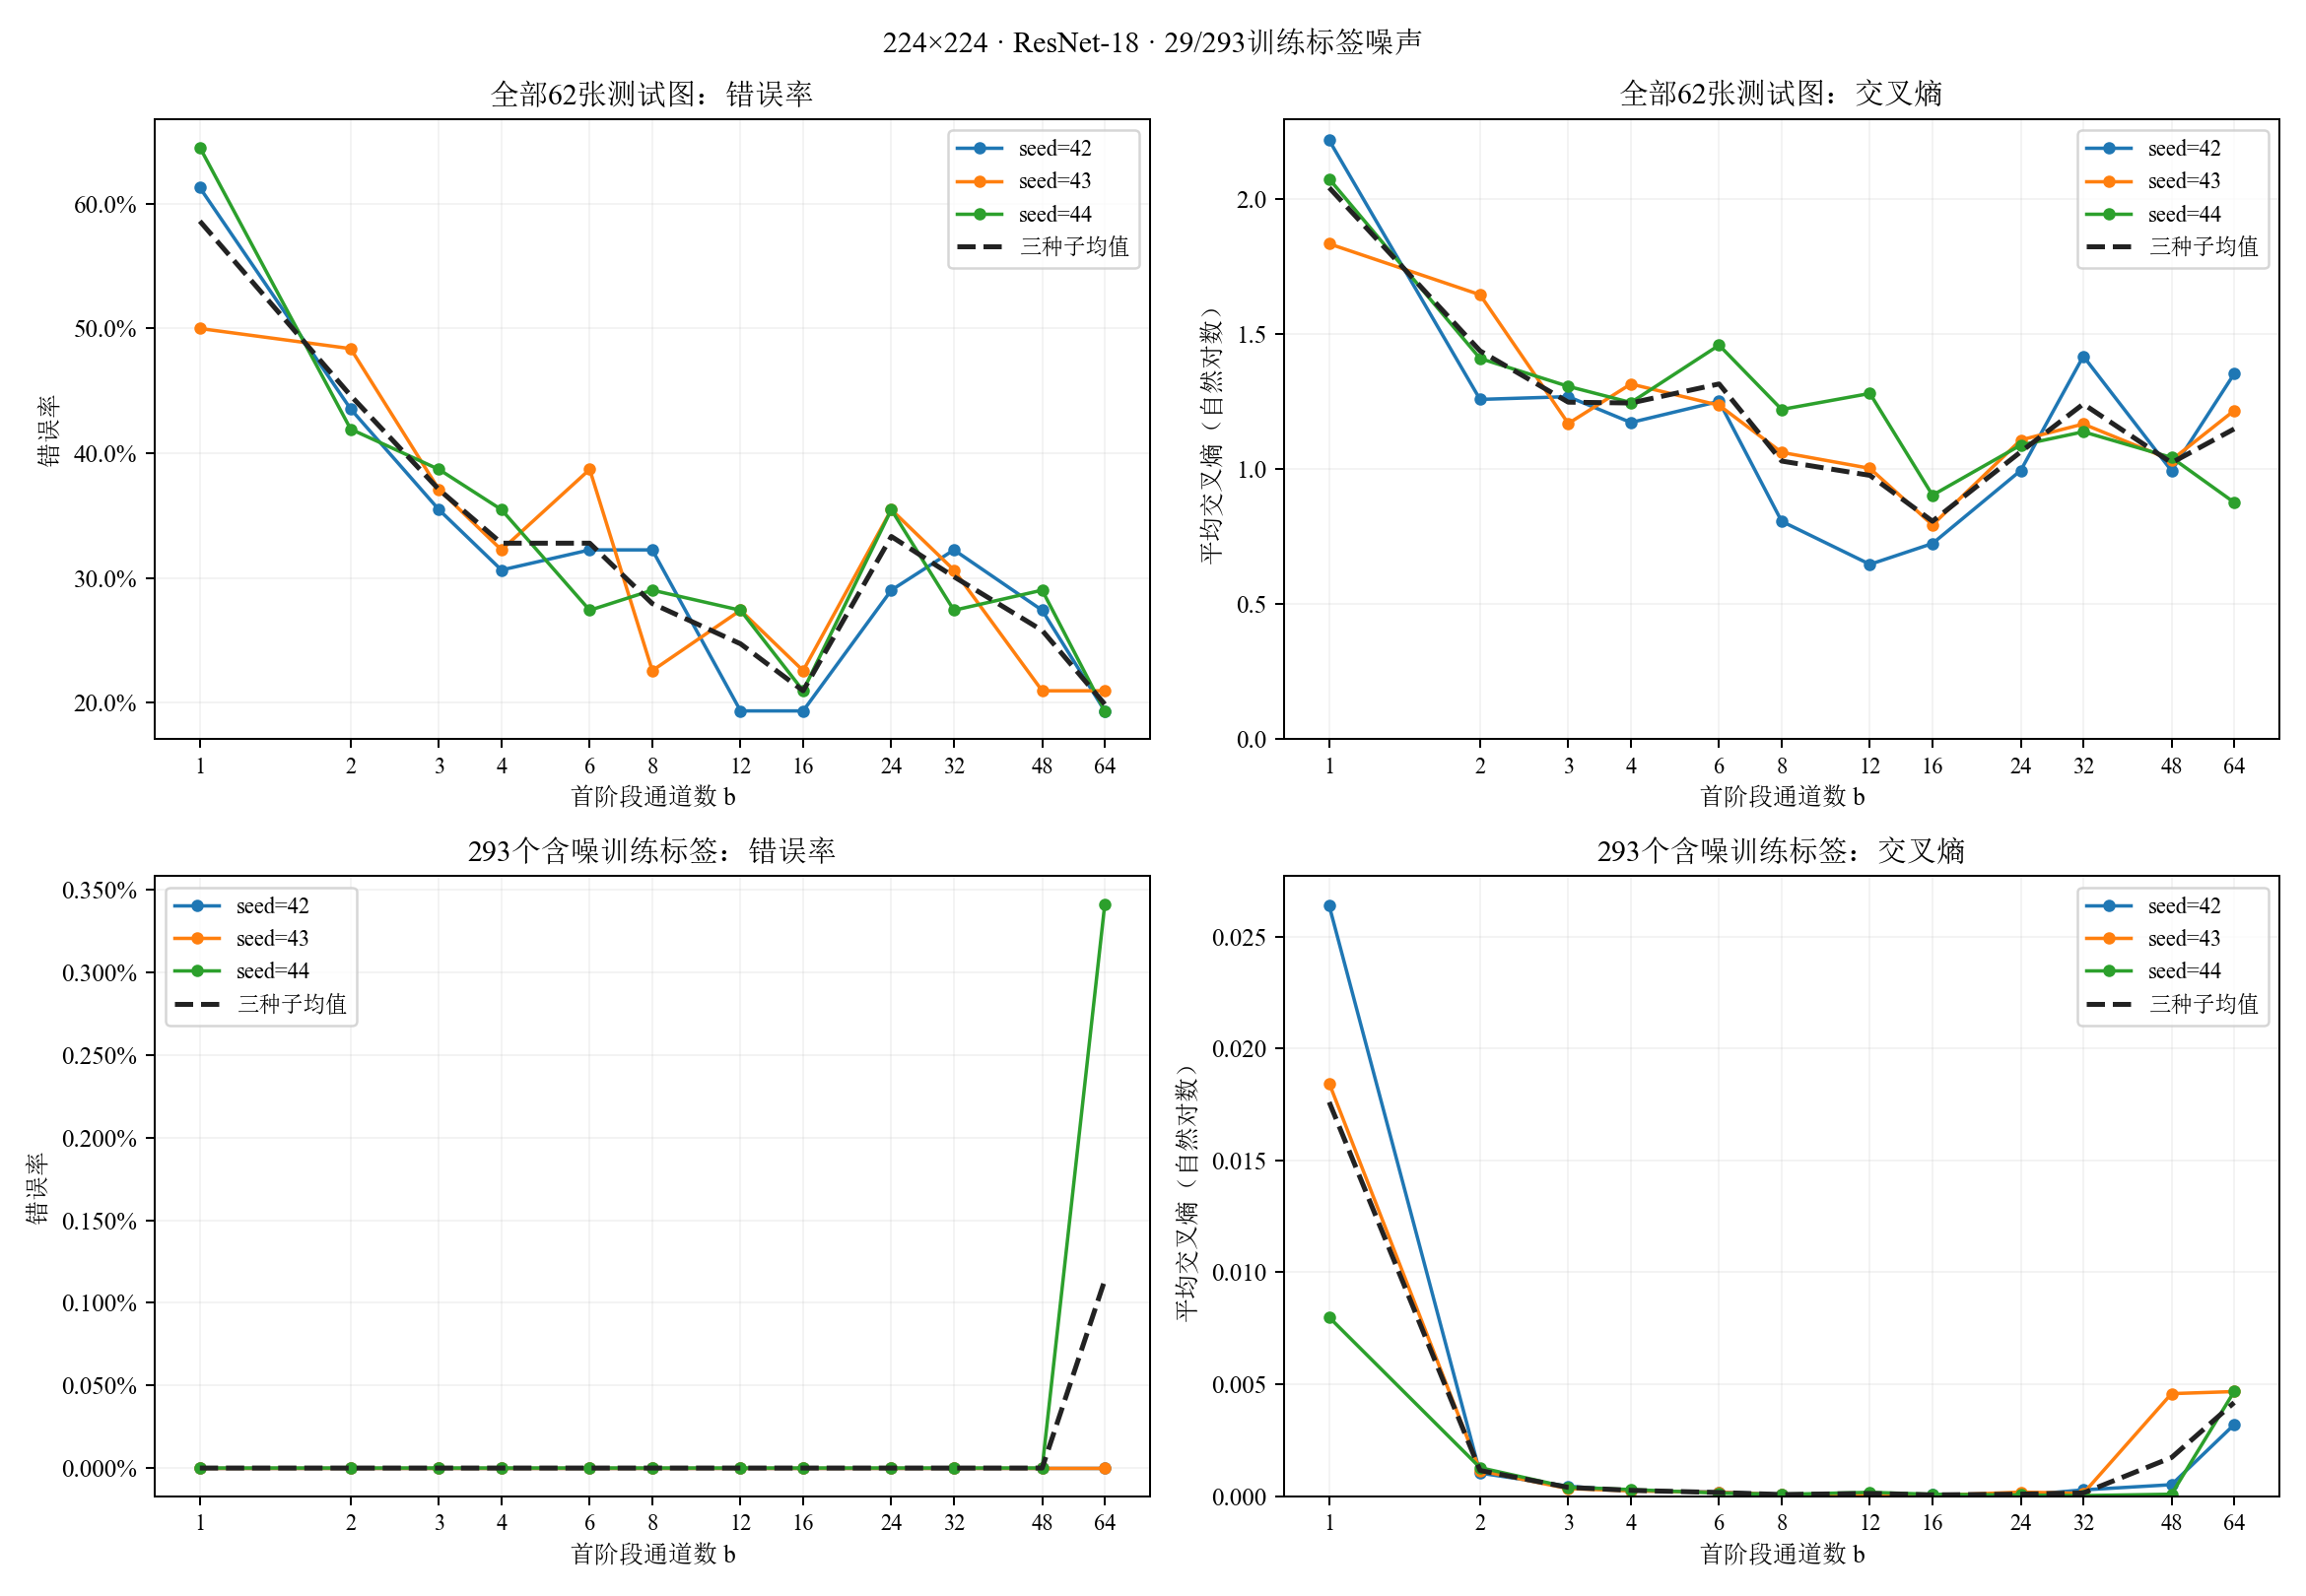 224×224 · ResNet-18 · 29/293训练标签噪声
全部62张测试图：错误率
错误率
60.0%
50.0%
40.0%
30.0%
20.0%
seed=42
seed=43
seed=44
三种子均值
1 2 3 4 6 8 12 16 24 32 48 64
首阶段通道数 b
全部62张测试图：交叉熵
平均交叉熵（自然对数）
2.0
1.5
1.0
0.5
0.0
seed=42
seed=43
seed=44
三种子均值
1 2 3 4 6 8 12 16 24 32 48 64
首阶段通道数 b
293个含噪训练标签：错误率
错误率
0.350%
0.300%
0.250%
0.200%
0.150%
0.100%
0.050%
0.000%
seed=42
seed=43
seed=44
三种子均值
1 2 3 4 6 8 12 16 24 32 48 64
首阶段通道数 b
293个含噪训练标签：交叉熵
平均交叉熵（自然对数）
0.025
0.020
0.015
0.010
0.005
0.000
seed=42
seed=43
seed=44
三种子均值
1 2 3 4 6 8 12 16 24 32 48 64
首阶段通道数 b